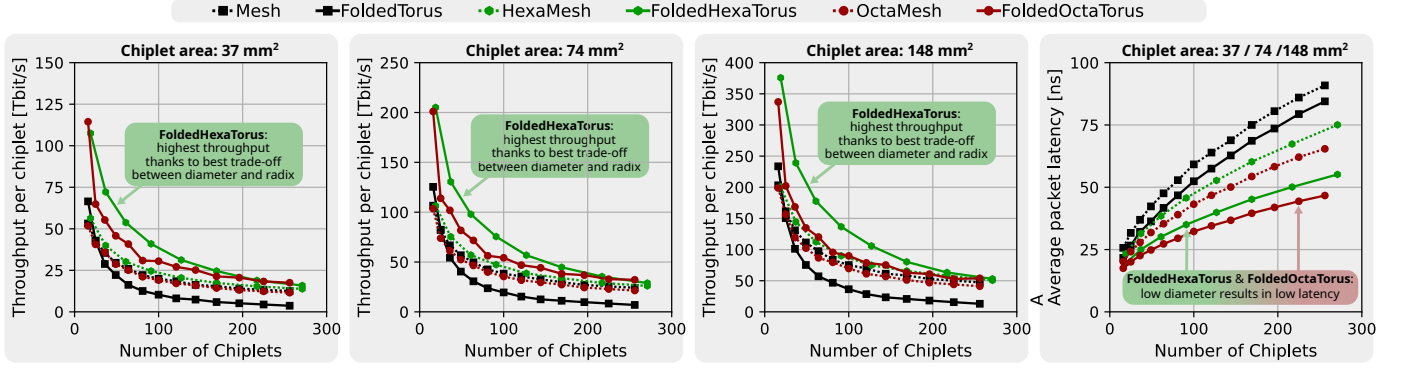 Mesh FoldedTorus HexaMesh FoldedHexaTorus OctaMesh FoldedOctaTorus
Chiplet area: 37 mm²
Throughput per chiplet [Tbit/s]
150
125
100
75
50
25
0
FoldedHexaTorus:
highest throughput
thanks to best trade-off
between diameter and radix
0 100 200 300
Number of Chiplets
Chiplet area: 74 mm²
Throughput per chiplet [Tbit/s]
250
200
150
100
50
0
FoldedHexaTorus:
highest throughput
thanks to best trade-off
between diameter and radix
0 100 200 300
Number of Chiplets
Chiplet area: 148 mm²
Throughput per chiplet [Tbit/s]
400
350
300
250
200
150
100
50
0
FoldedHexaTorus:
highest throughput
thanks to best trade-off
between diameter and radix
0 100 200 300
Number of Chiplets
Chiplet area: 37 / 74 /148 mm²
A
Average packet latency [ns]
100
75
50
25
0
FoldedHexaTorus & FoldedOctaTorus:
low diameter results in low latency
0 100 200 300
Number of Chiplets